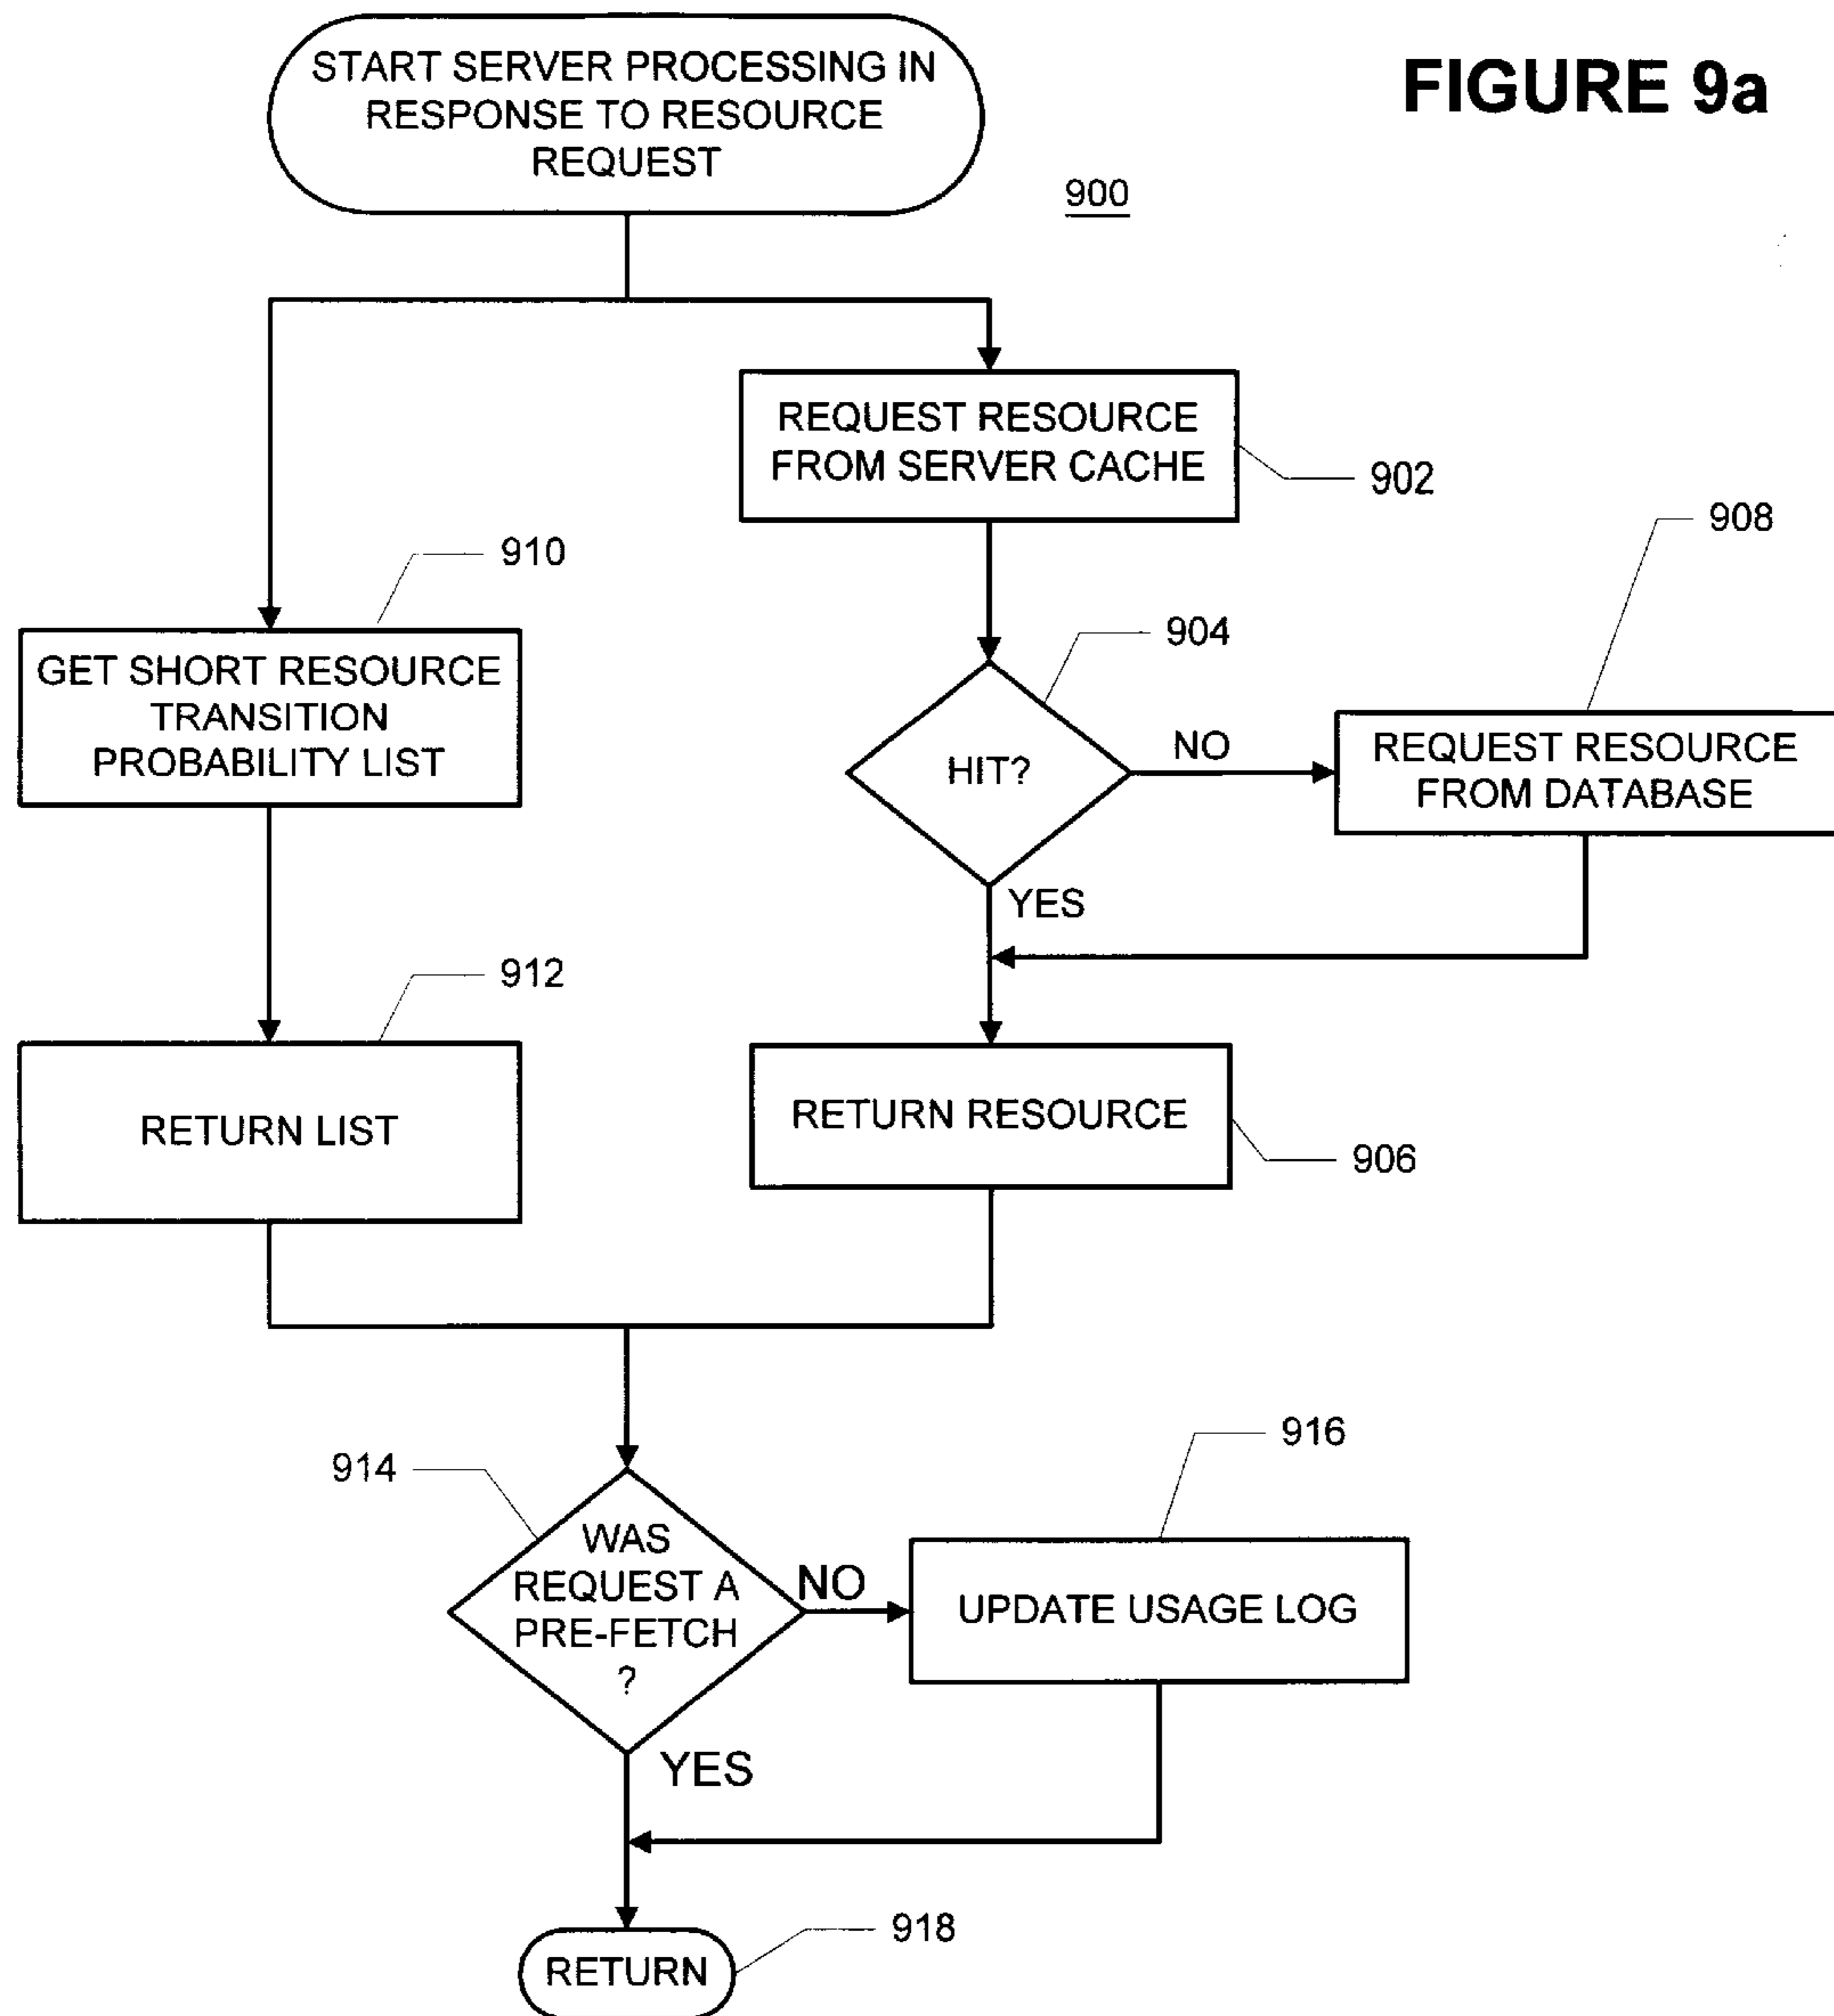 START SERVER PROCESSING IN
RESPONSE TO RESOURCE
REQUEST
FIGURE 9a
900
REQUEST RESOURCE
FROM SERVER CACHE
902
908
910
904
GET SHORT RESOURCE
TRANSITION
PROBABILITY LIST
HIT?
NO
REQUEST RESOURCE
FROM DATABASE
YES
912
RETURN LIST
RETURN RESOURCE
906
914
916
WAS
REQUEST A
PRE-FETCH
?
NO
UPDATE USAGE LOG
YES
918
RETURN